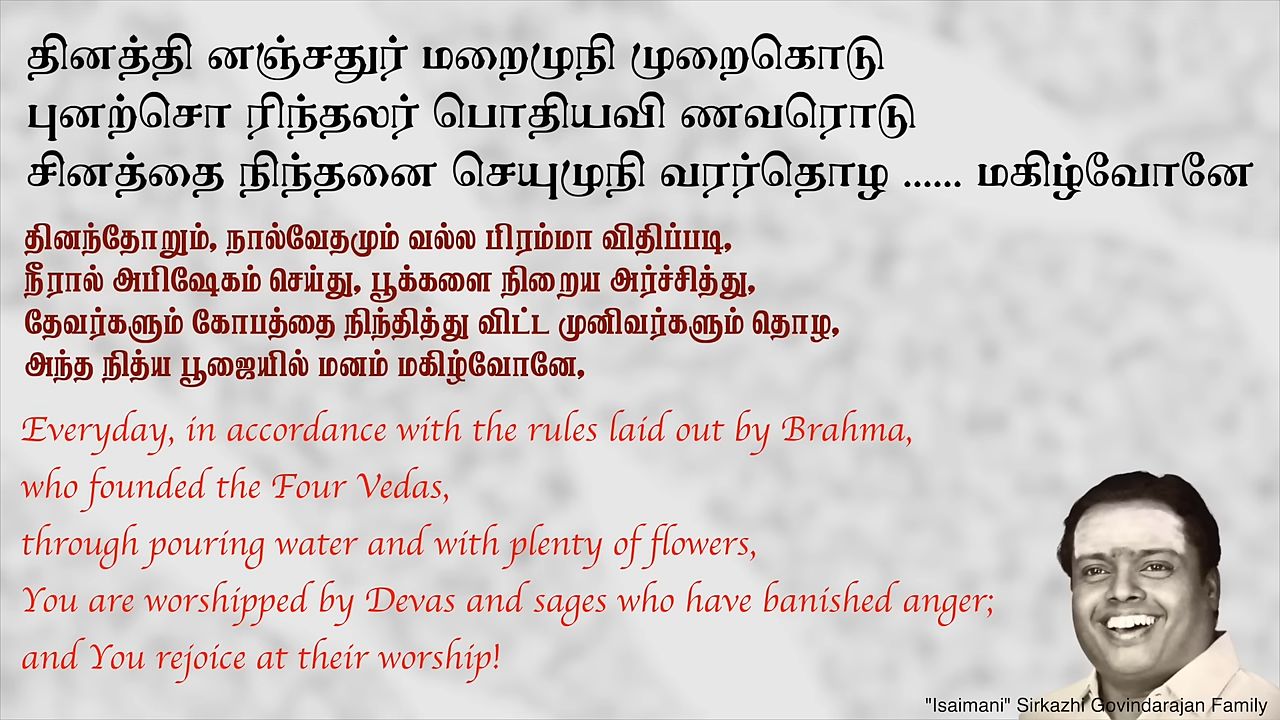 தினத்தி னஞ்சதுர் மறைமுநி முறைகொடு
புனற்சொ ரிந்தலர் பொதியவி ணவரொடு
சினத்தை நிந்தனை செயுமுநி வரர்தொழ ...... மகிழ்வோனே
தினந்தோறும், நால்வேதமும் வல்ல பிரம்மா விதிப்படி,
நீரால் அபிஷேகம் செய்து, பூக்களை நிறைய அர்ச்சித்து,
தேவர்களும் கோபத்தை நிந்தித்து விட்ட முனிவர்களும் தொழ,
அந்த நித்ய பூஜையில் மனம் மகிழ்வோனே,
Everyday, in accordance with the rules laid out by Brahma,
who founded the Four Vedas,
through pouring water and with plenty of flowers,
You are worshipped by Devas and sages who have banished anger;
and You rejoice at their worship!
"Isaimani" Sirkazhi Govindarajan Family